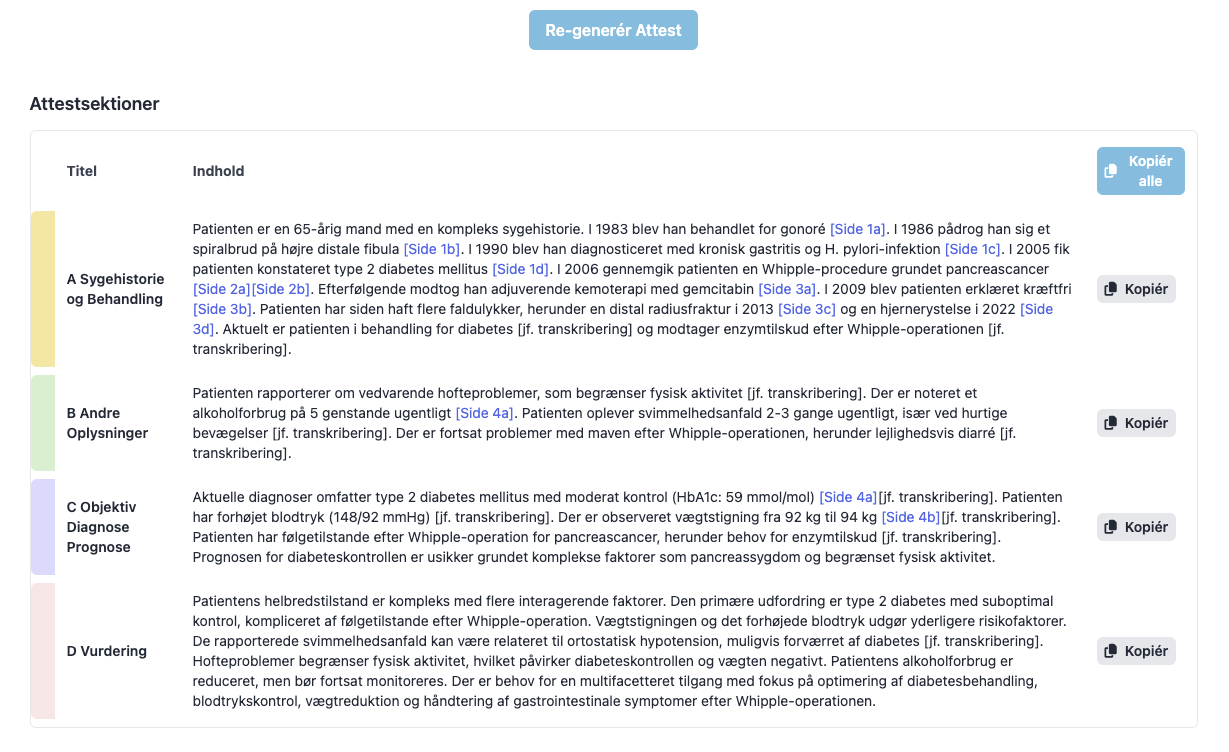 Re-generér Attest
Attestsektioner
Titel
Indhold
Kopiér
alle
A Sygehistorie
og Behandling
Patienten er en 65-årig mand med en kompleks sygehistorie. I 1983 blev han behandlet for gonoré [Side 1a]. I 1986 pådrog han sig et
spiralbrud på højre distale fibula [Side 1b]. I 1990 blev han diagnosticeret med kronisk gastritis og H. pylori-infektion [Side 1c]. I 2005 fik
patienten konstateret type 2 diabetes mellitus [Side 1d]. I 2006 gennemgik patienten en Whipple-procedure grundet pancreascancer
[Side 2a][Side 2b]. Efterfølgende modtog han adjuverende kemoterapi med gemcitabin [Side 3a]. I 2009 blev patienten erklæret kræftfri
[Side 3b]. Patienten har siden haft flere faldulykker, herunder en distal radiusfraktur i 2013 [Side 3c] og en hjernerystelse i 2022 [Side
3d]. Aktuelt er patienten i behandling for diabetes [jf. transkribering] og modtager enzymtilskud efter Whipple-operationen [jf.
transkribering].
Kopiér
B Andre
Oplysninger
Patienten rapporterer om vedvarende hofteproblemer, som begrænser fysisk aktivitet [jf. transkribering]. Der er noteret et
alkoholforbrug på 5 genstande ugentligt [Side 4a]. Patienten oplever svimmelhedsanfald 2-3 gange ugentligt, især ved hurtige
bevægelser [jf. transkribering]. Der er fortsat problemer med maven efter Whipple-operationen, herunder lejlighedsvis diarré [jf.
transkribering].
Kopiér
C Objektiv
Diagnose
Prognose
Aktuelle diagnoser omfatter type 2 diabetes mellitus med moderat kontrol (HbA1c: 59 mmol/mol) [Side 4a][jf. transkribering]. Patienten
har forhøjet blodtryk (148/92 mmHg) [jf. transkribering]. Der er observeret vægtstigning fra 92 kg til 94 kg [Side 4b][jf. transkribering].
Patienten har følgetilstande efter Whipple-operation for pancreascancer, herunder behov for enzymtilskud [jf. transkribering].
Prognosen for diabeteskontrollen er usikker grundet komplekse faktorer som pancreassygdom og begrænset fysisk aktivitet.
Kopiér
D Vurdering
Patientens helbredstilstand er kompleks med flere interagerende faktorer. Den primære udfordring er type 2 diabetes med suboptimal
kontrol, kompliceret af følgetilstande efter Whipple-operation. Vægtstigningen og det forhøjede blodtryk udgør yderligere risikofaktorer.
De rapporterede svimmelhedsanfald kan være relateret til ortostatisk hypotension, muligvis forværret af diabetes [jf. transkribering].
Hofteproblemer begrænser fysisk aktivitet, hvilket påvirker diabeteskontrollen og vægten negativt. Patientens alkoholforbrug er
reduceret, men bør fortsat monitoreres. Der er behov for en multifacetteret tilgang med fokus på optimering af diabetesbehandling,
blodtrykskontrol, vægtreduktion og håndtering af gastrointestinale symptomer efter Whipple-operationen.
Kopiér